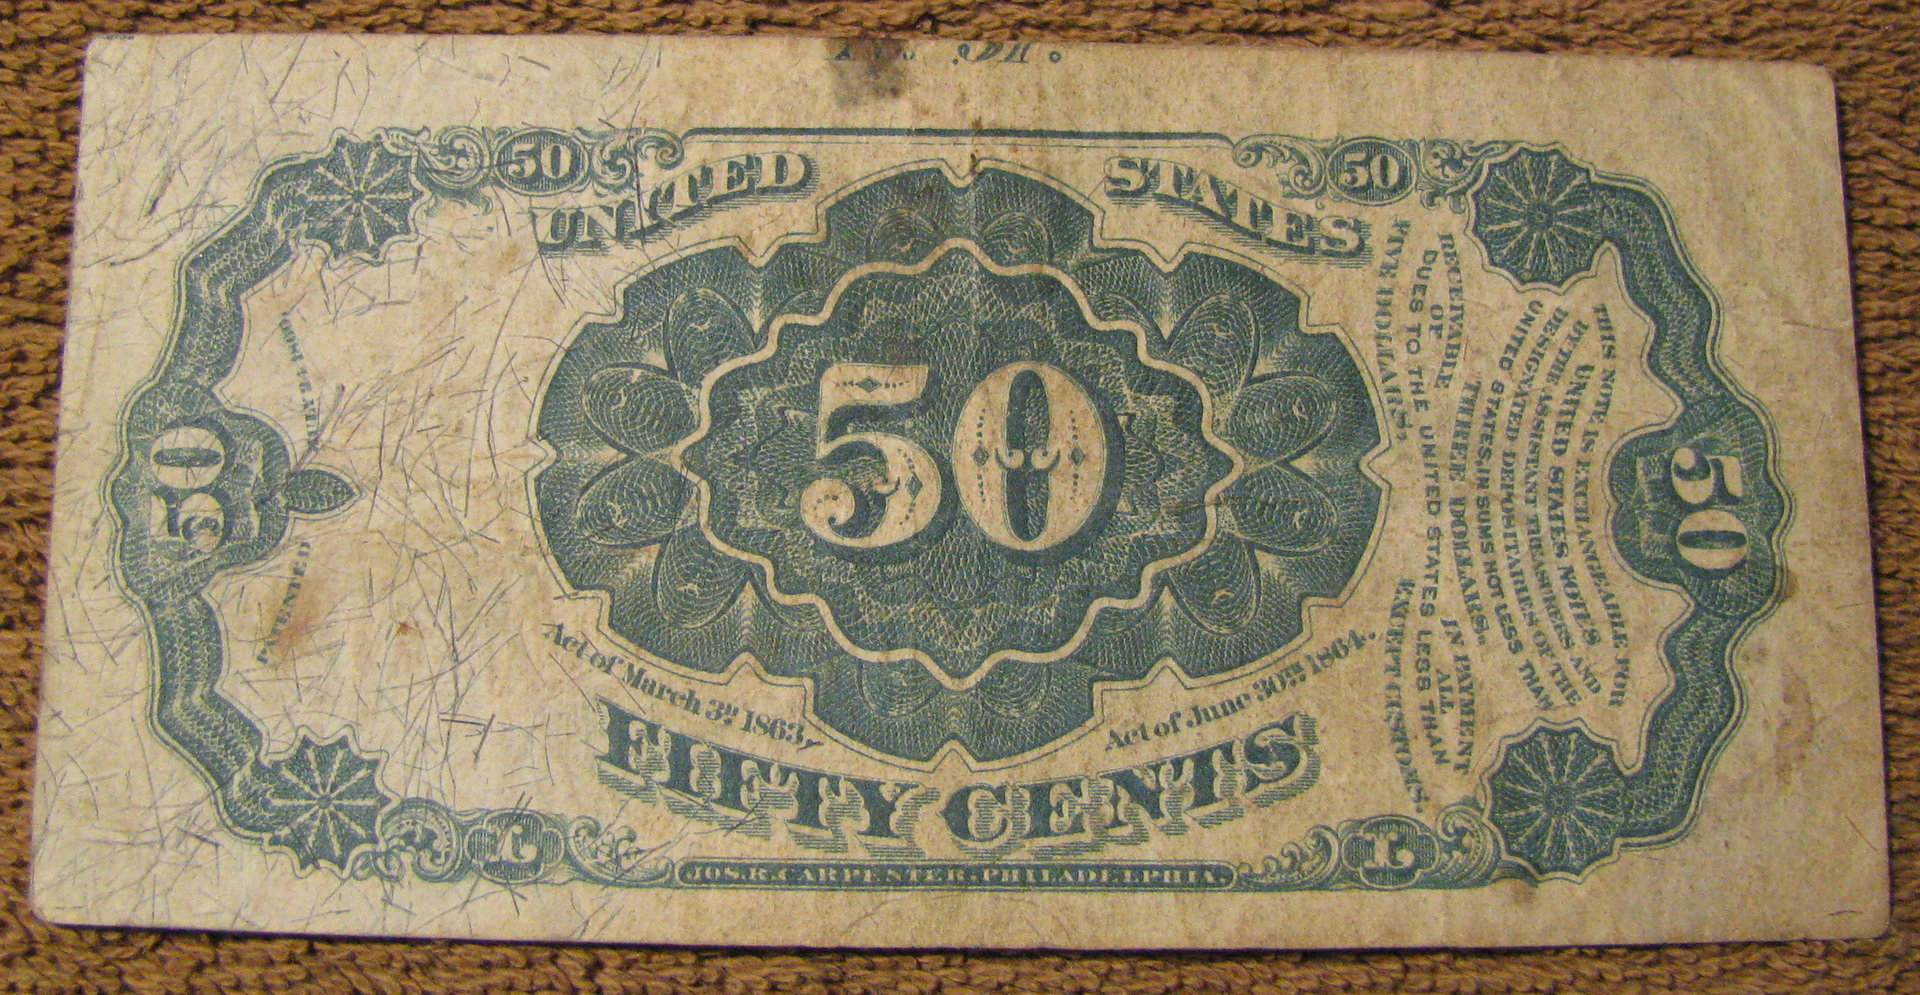 50 50
UNITED STATES
50
50
50
PATENTED
THIS NOTE IS EXCHANGEABLE FOR
UNITED STATES NOTES
BY THE ASSISTANT TREASURERS AND
DESIGNATED DEPOSITARIES OF THE
UNITED STATES IN SUMS NOT LESS THAN
THREE DOLLARS.
RECEIVABLE IN PAYMENT
OF ALL
DUES TO THE UNITED STATES LESS THAN
FIVE DOLLARS, EXCEPT CUSTOMS.
Act of March 3d 1863, Act of June 30th 1864.
FIFTY CENTS
L L
JOS. R. CARPENTER, PHILADELPHIA.